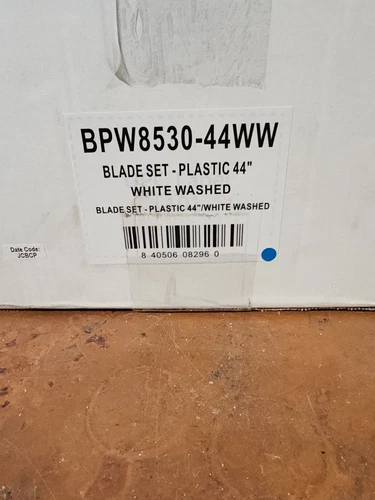 BPW8530-44WW
BLADE SET - PLASTIC 44"
WHITE WASHED
BLADE SET - PLASTIC 44"/WHITE WASHED
8 40506 08296 0
Date Code:
JCBCP